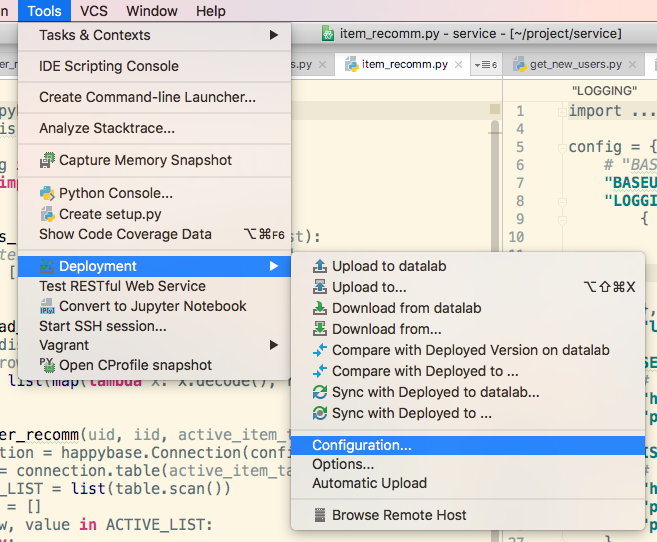 Tools VCS Window Help
item_recomm.py - service - [~/project/service]
Tasks & Contexts
IDE Scripting Console
Create Command-line Launcher...
Analyze Stacktrace...
Capture Memory Snapshot
Python Console...
Create setup.py
Show Code Coverage Data ⌥⌘F6
Deployment
Test RESTful Web Service
Convert to Jupyter Notebook
Start SSH session...
Vagrant
Open CProfile snapshot
Upload to datalab
Upload to... ⌥⇧⌘X
Download from datalab
Download from...
Compare with Deployed Version on datalab
Compare with Deployed to ...
Sync with Deployed to datalab...
Sync with Deployed to ...
Configuration...
Options...
Automatic Upload
Browse Remote Host
item_recomm.py
6
get_new_users.py
"LOGGING"
1 import ...
4
5 config = {
6 # "BAS
7 "BASEU
8 "LOGGI
9 {
10
11
list(map(lambda x: x.decode(), r
er_recomm(uid, iid, active_item_t
tion = happybase.Connection(confi
= connection.table(active_item_ta
_LIST = list(table.scan())
= []
w, value in ACTIVE_LIST: